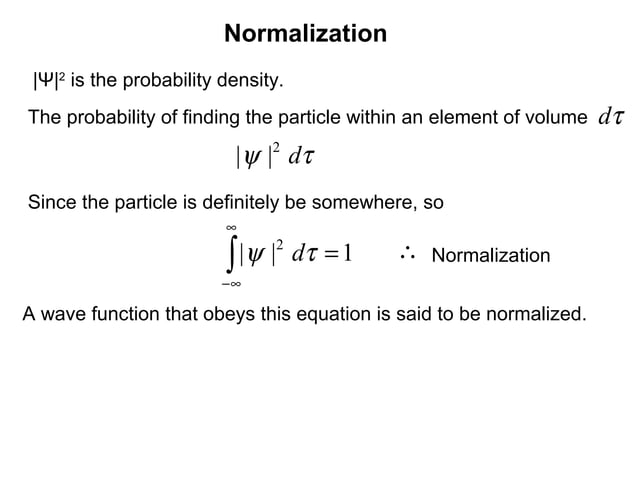 Normalization
|Ψ|² is the probability density.
The probability of finding the particle within an element of volume dτ
|ψ|² dτ
Since the particle is definitely be somewhere, so
∫₋∞^∞ |ψ|² dτ = 1 ∴ Normalization
A wave function that obeys this equation is said to be normalized.